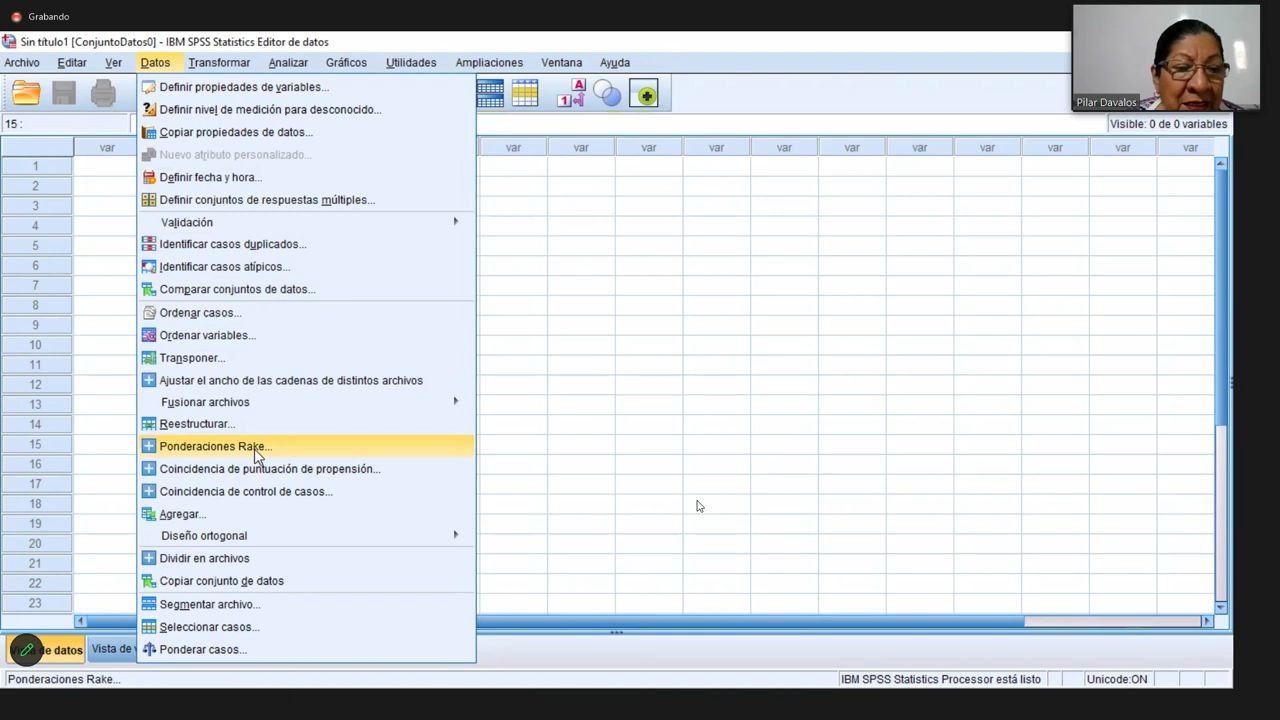 Grabando
Sin título1 [ConjuntoDatos0] - IBM SPSS Statistics Editor de datos
Archivo Editar Ver Datos Transformar Analizar Gráficos Utilidades Ampliaciones Ventana Ayuda
Pilar Davalos
15 :
Visible: 0 de 0 variables
var var var var var var var var var var var var
1
2
3
4
5
6
7
8
9
10
11
12
13
14
15
16
17
18
19
20
21
22
23
Definir propiedades de variables...
Definir nivel de medición para desconocido...
Copiar propiedades de datos...
Nuevo atributo personalizado...
Definir fecha y hora...
Definir conjuntos de respuestas múltiples...
Validación
Identificar casos duplicados...
Identificar casos atípicos...
Comparar conjuntos de datos...
Ordenar casos...
Ordenar variables...
Transponer...
Ajustar el ancho de las cadenas de distintos archivos
Fusionar archivos
Reestructurar...
Ponderaciones Rake...
Coincidencia de puntuación de propensión...
Coincidencia de control de casos...
Agregar...
Diseño ortogonal
Dividir en archivos
Copiar conjunto de datos
Segmentar archivo...
Seleccionar casos...
Ponderar casos...
de datos Vista de v
Ponderaciones Rake...
IBM SPSS Statistics Processor está listo
Unicode:ON